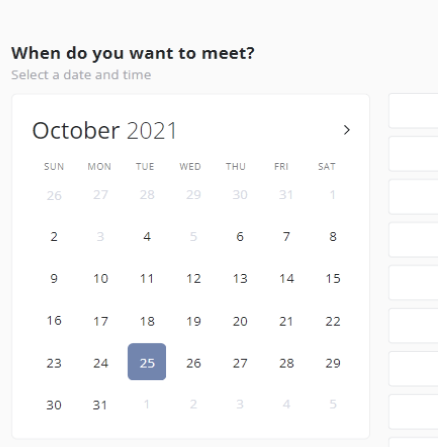 When do you want to meet?
Select a date and time
October 2021
SUN MON TUE WED THU FRI SAT
26 27 28 29 30 31 1
2 3 4 5 6 7 8
9 10 11 12 13 14 15
16 17 18 19 20 21 22
23 24 25 26 27 28 29
30 31 1 2 3 4 5